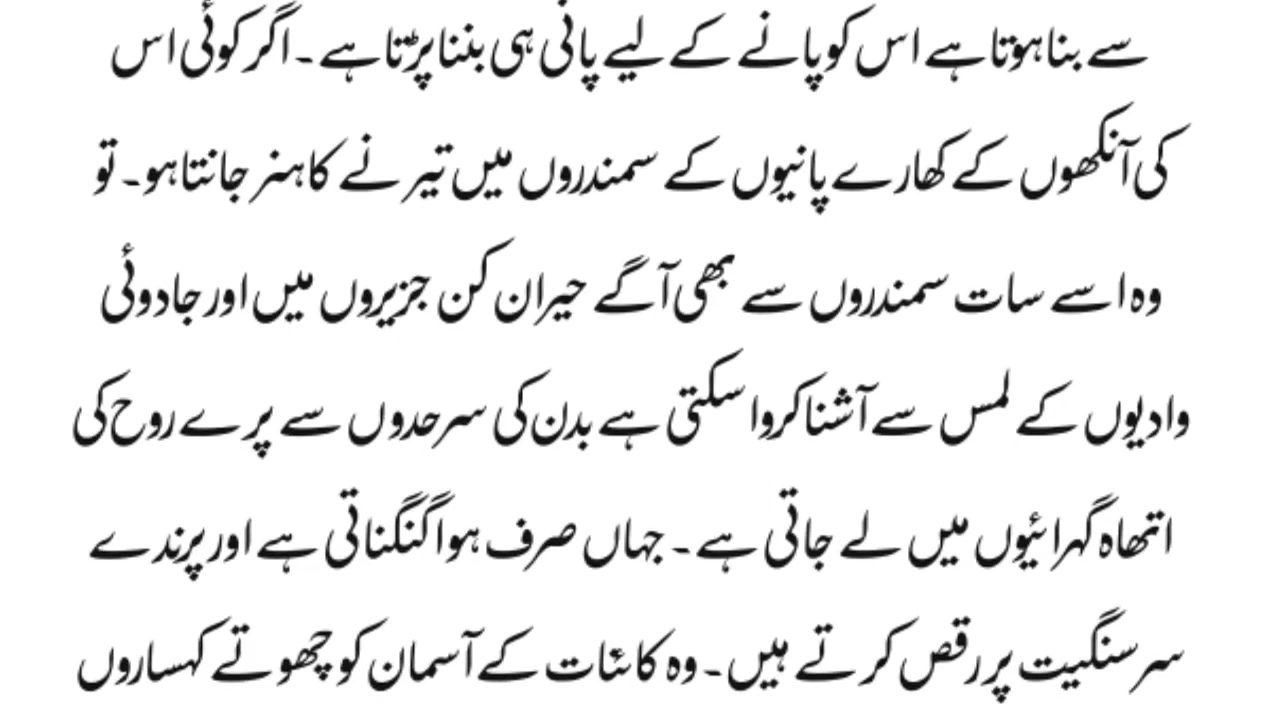 سے بنا ہوتا ہے اس کو پانے کے لیے پانی ہی بننا پڑتا ہے ۔ اگر کوئی اس
کی آنکھوں کے کھارے پانیوں کے سمندروں میں تیر نے کا ہنر جانتا ہو ۔ تو
وہ اسے سات سمندروں سے بھی آگے حیران کن جزیروں میں اور جادوئی
وادیوں کے لمس سے آشنا کروا سکتی ہے بدن کی سرحدوں سے پرے روح کی
اتھاہ گہرائیوں میں لے جاتی ہے ۔ جہاں صرف ہوا گنگناتی ہے اور پرندے
سر سنگیت پر رقص کرتے ہیں ۔ وہ کائنات کے آسمان کو چھوتے کہساروں